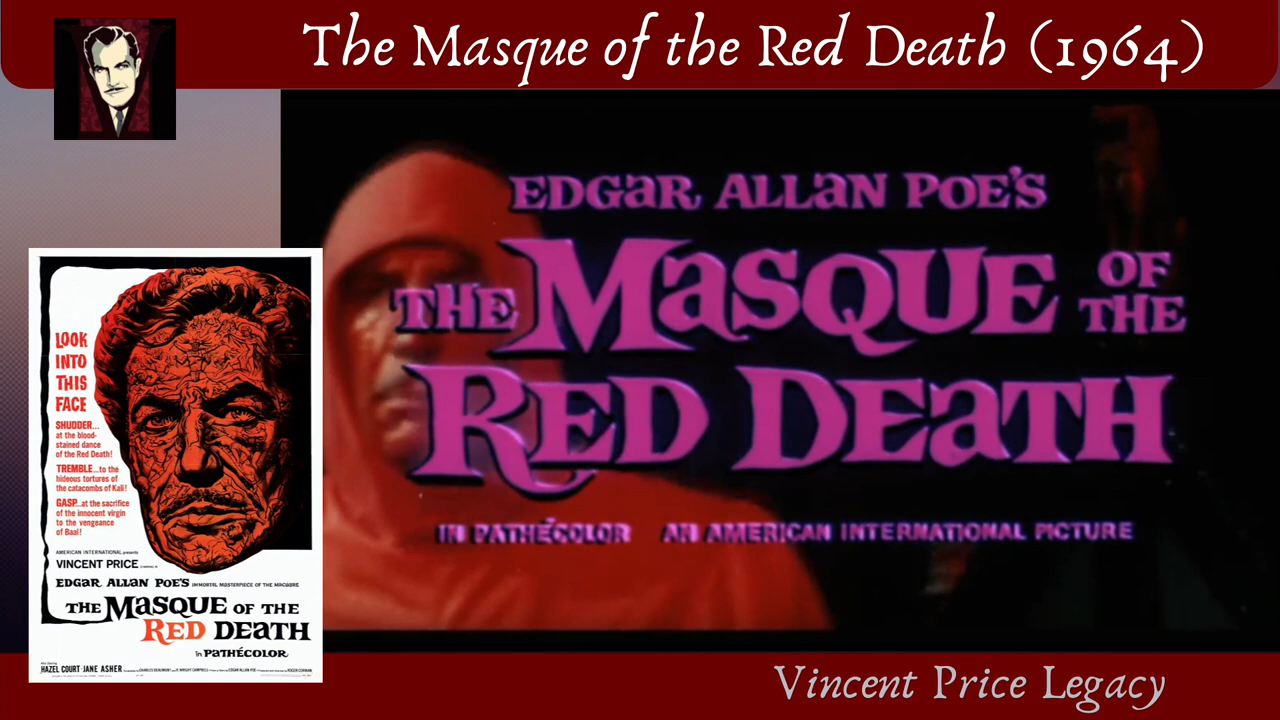 The Masque of the Red Death (1964)
EDGAR ALLAN POE'S
THE MASQUE OF THE
RED DEATH
IN PATHÉCOLOR AN AMERICAN INTERNATIONAL PICTURE
LOOK
INTO
THIS
FACE
SHUDDER...
at the blood-
stained dance
of the Red Death!
TREMBLE...to the
hideous tortures of
the catacombs of Kali!
GASP...at the sacrifice
of the innocent virgin
to the vengeance
of Baal!
AMERICAN INTERNATIONAL presents
VINCENT PRICE
EDGAR ALLAN POE'S IMMORTAL MASTERPIECE OF THE MACABRE
THE MASQUE OF THE
RED DEATH
in PATHÉCOLOR
HAZEL COURT · JANE ASHER
Vincent Price Legacy